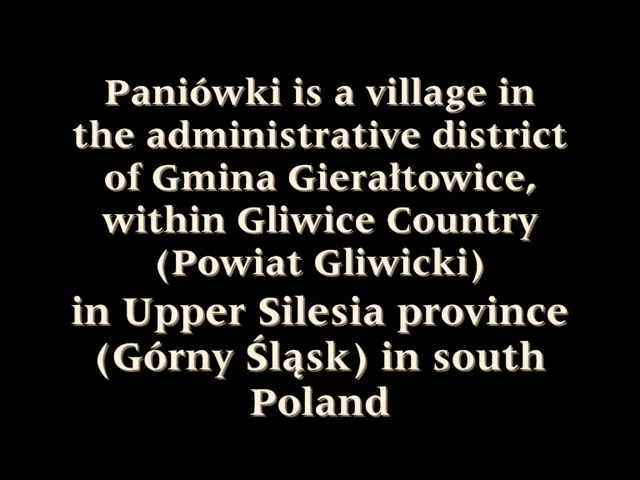 Paniówki is a village in
the administrative district
of Gmina Gierałtowice,
within Gliwice Country
(Powiat Gliwicki)
in Upper Silesia province
(Górny Śląsk) in south
Poland